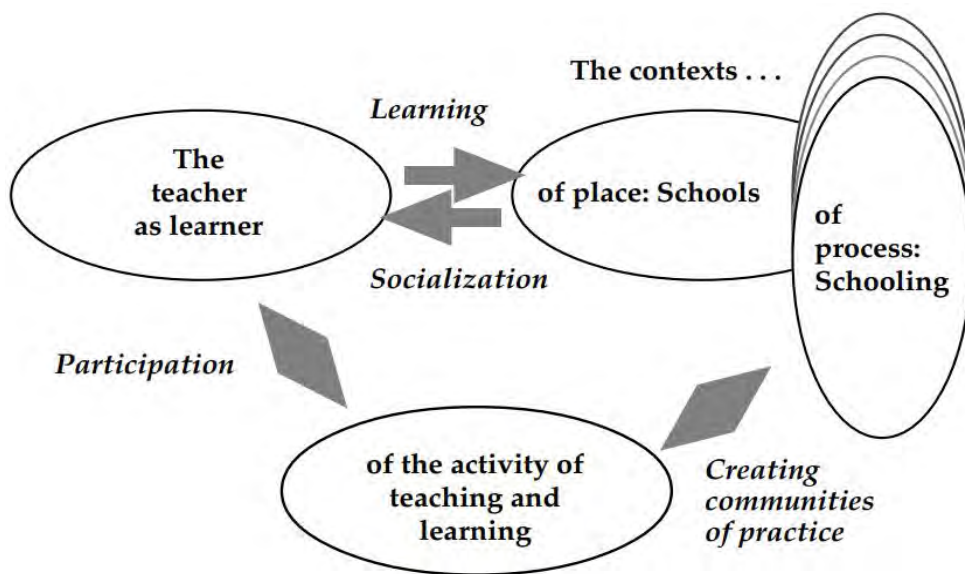 The contexts . . .
Learning
The
teacher
as learner
of place: Schools
of
process:
Schooling
Socialization
Participation
of the activity of
teaching and
learning
Creating
communities
of practice